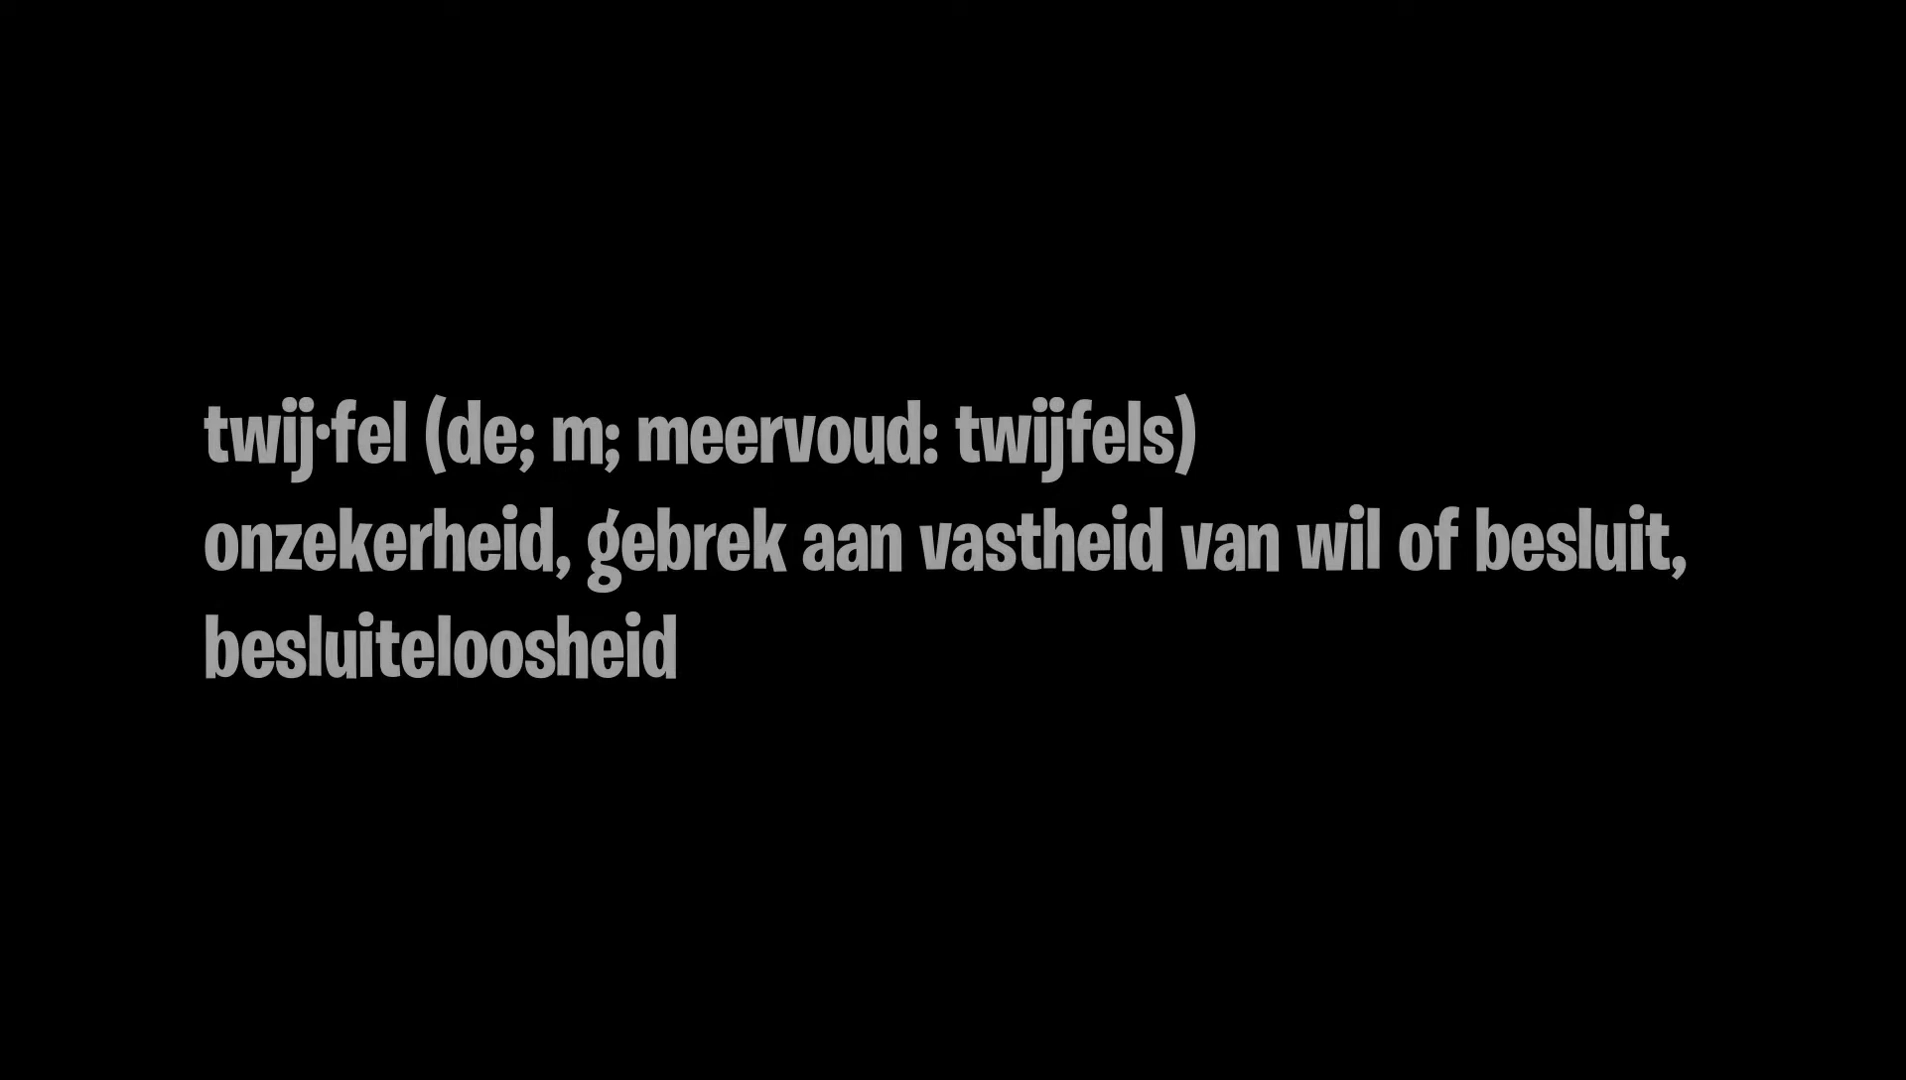 twij·fel (de; m; meervoud: twijfels)
onzekerheid, gebrek aan vastheid van wil of besluit,
besluiteloosheid